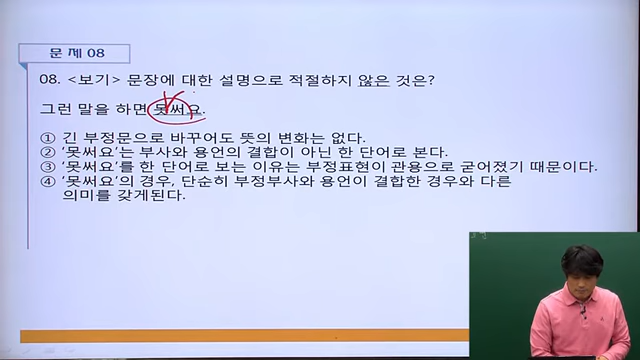 문 제 08
08. <보기> 문장에 대한 설명으로 적절하지 않은 것은?
그런 말을 하면 못써요.
① 긴 부정문으로 바꾸어도 뜻의 변화는 없다.
② ‘못써요’는 부사와 용언의 결합이 아닌 한 단어로 본다.
③ ‘못써요’를 한 단어로 보는 이유는 부정표현이 관용으로 굳어졌기 때문이다.
④ ‘못써요‘의 경우, 단순히 부정부사와 용언이 결합한 경우와 다른
의미를 갖게된다.